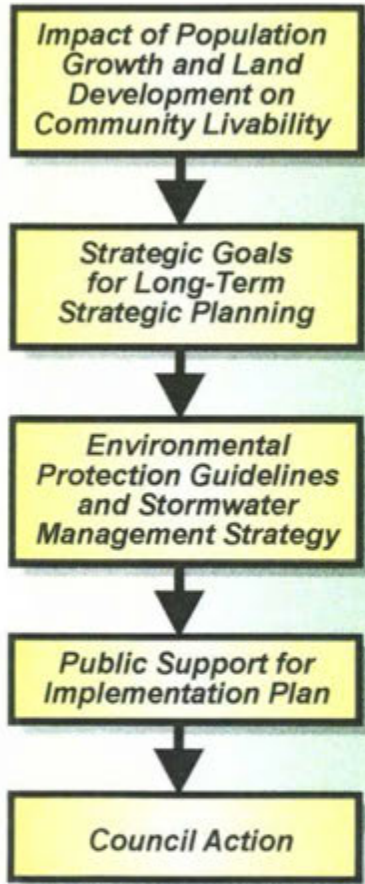 Impact of Population
Growth and Land
Development on
Community Livability
Strategic Goals
for Long-Term
Strategic Planning
Environmental
Protection Guidelines
and Stormwater
Management Strategy
Public Support for
Implementation Plan
Council Action